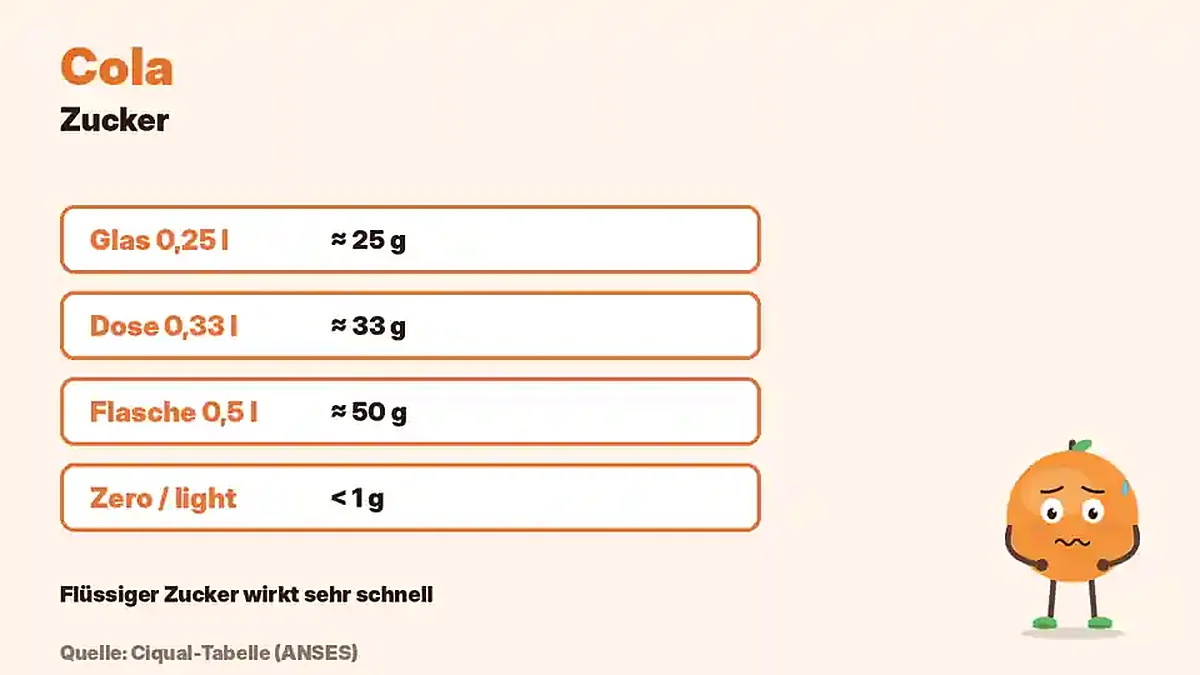 Cola
Zucker
Glas 0,25 l ≈ 25 g
Dose 0,33 l ≈ 33 g
Flasche 0,5 l ≈ 50 g
Zero / light < 1 g
Flüssiger Zucker wirkt sehr schnell
Quelle: Ciqual-Tabelle (ANSES)